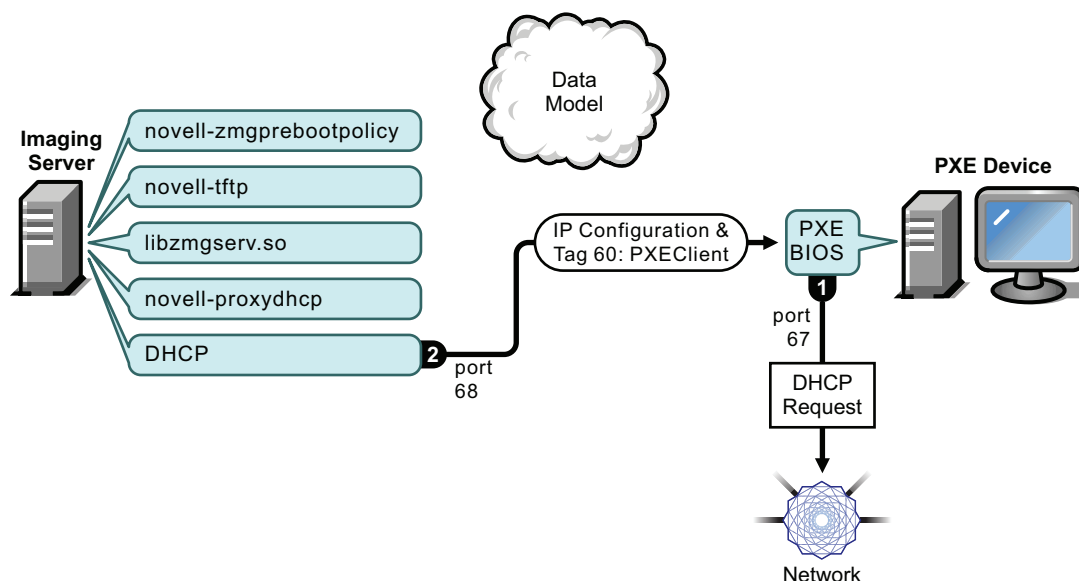 Data
Model
Imaging
Server
novell-zmgprebootpolicy
novell-tftp
libzmgserv.so
novell-proxydhcp
DHCP
2
port
68
IP Configuration &
Tag 60: PXEClient
PXE
BIOS
PXE Device
1
port
67
DHCP
Request
Network